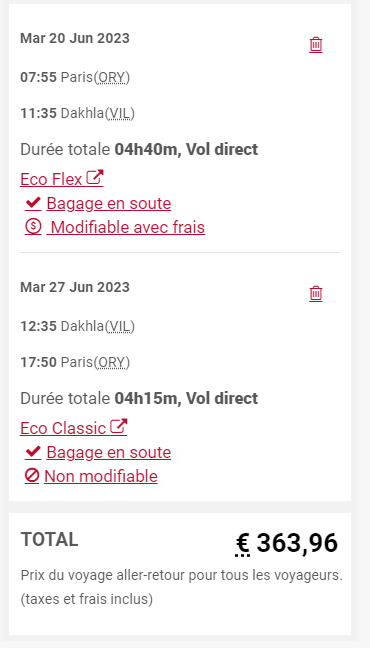 Mar 20 Jun 2023
07:55 Paris(ORY)
11:35 Dakhla(VIL)
Durée totale 04h40m, Vol direct
Eco Flex
Bagage en soute
Modifiable avec frais
Mar 27 Jun 2023
12:35 Dakhla(VIL)
17:50 Paris(ORY)
Durée totale 04h15m, Vol direct
Eco Classic
Bagage en soute
Non modifiable
TOTAL € 363,96
Prix du voyage aller-retour pour tous les voyageurs.
(taxes et frais inclus)